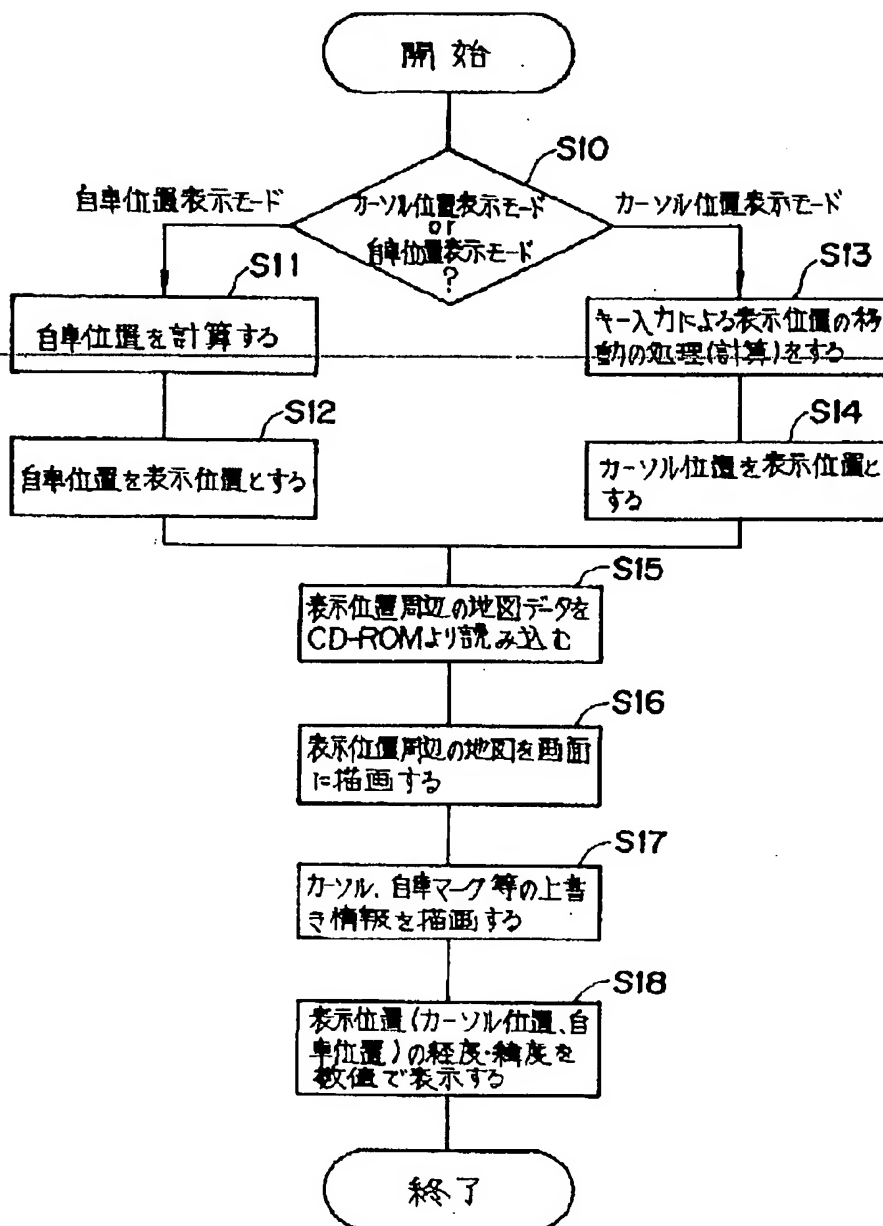 開始
S10
自車位置表示モード
カーソル位置表示モード
or
自車位置表示モード
?
カーソル位置表示モード
S11
自車位置を計算する
S13
キー入力による表示位置の移
動の処理(計算)をする
S12
自車位置を表示位置とする
S14
カーソル位置を表示位置と
する
S15
表示位置周辺の地図データを
CD-ROMより読み込む
S16
表示位置周辺の地図を画面
に描画する
S17
カーソル、自車マーク等の上書
き情報を描画する
S18
表示位置(カーソル位置、自
車位置)の経度・緯度を
数値で表示する
終了